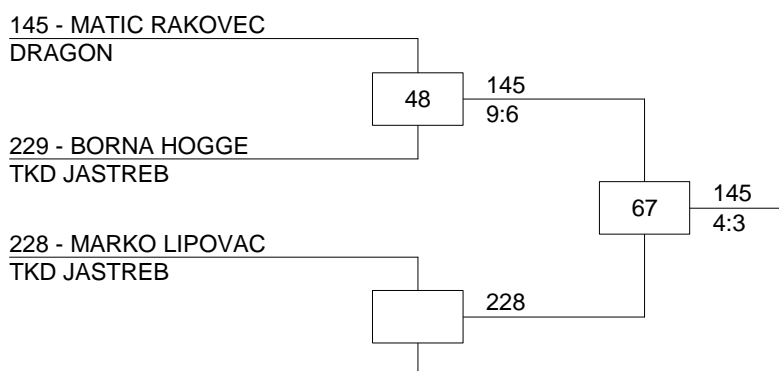 145 - MATIC RAKOVEC
DRAGON
48
145
9:6
229 - BORNA HOGGE
TKD JASTREB
67
145
4:3
228 - MARKO LIPOVAC
TKD JASTREB
228